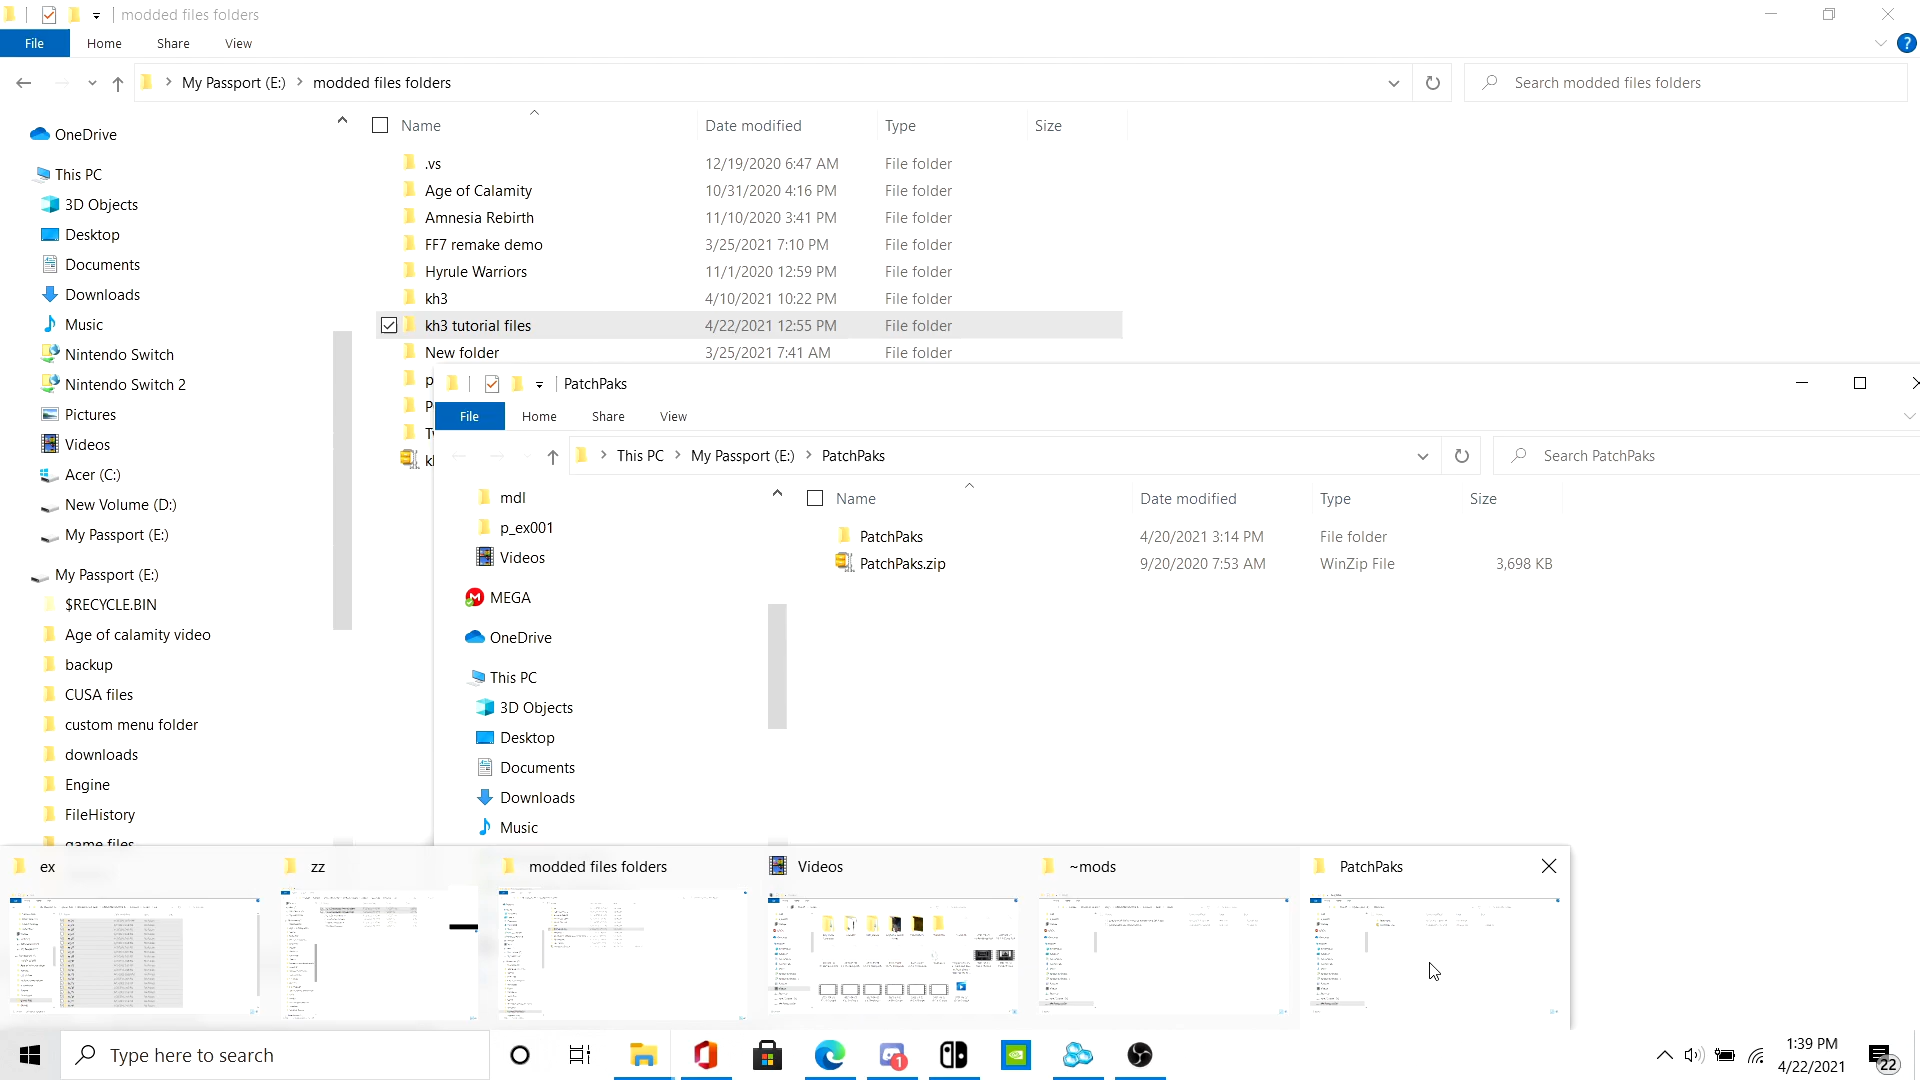 modded files folders
File Home Share View
My Passport (E:) modded files folders
Search modded files folders
OneDrive
This PC
3D Objects
Desktop
Documents
Downloads
Music
Nintendo Switch
Nintendo Switch 2
Pictures
Videos
Acer (C:)
New Volume (D:)
My Passport (E:)
My Passport (E:)
$RECYCLE.BIN
Age of calamity video
backup
CUSA files
custom menu folder
downloads
Engine
FileHistory
game files
Name Date modified Type Size
.vs 12/19/2020 6:47 AM File folder
Age of Calamity 10/31/2020 4:16 PM File folder
Amnesia Rebirth 11/10/2020 3:41 PM File folder
FF7 remake demo 3/25/2021 7:10 PM File folder
Hyrule Warriors 11/1/2020 12:59 PM File folder
kh3 4/10/2021 10:22 PM File folder
kh3 tutorial files 4/22/2021 12:55 PM File folder
New folder 3/25/2021 7:41 AM File folder
PatchPaks
File Home Share View
This PC My Passport (E:) PatchPaks
Search PatchPaks
mdl
p_ex001
Videos
MEGA
OneDrive
This PC
3D Objects
Desktop
Documents
Downloads
Music
Name Date modified Type Size
PatchPaks 4/20/2021 3:14 PM File folder
PatchPaks.zip 9/20/2020 7:53 AM WinZip File 3,698 KB
ex
zz
modded files folders
Videos
~mods
PatchPaks
Type here to search
1
1:39 PM
4/22/2021
22